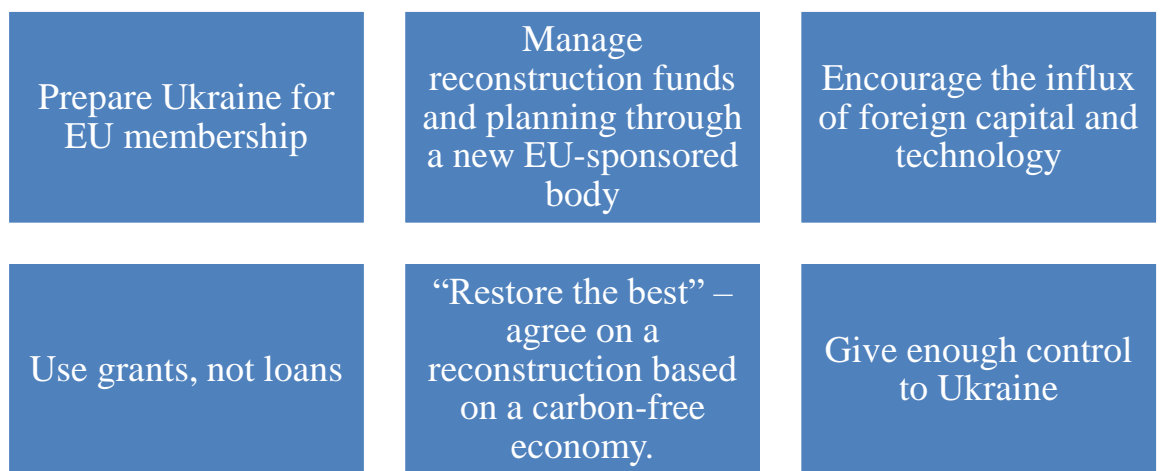 Prepare Ukraine for
EU membership
Manage
reconstruction funds
and planning through
a new EU-sponsored
body
Encourage the influx
of foreign capital and
technology
Use grants, not loans
“Restore the best” –
agree on a
reconstruction based
on a carbon-free
economy.
Give enough control
to Ukraine